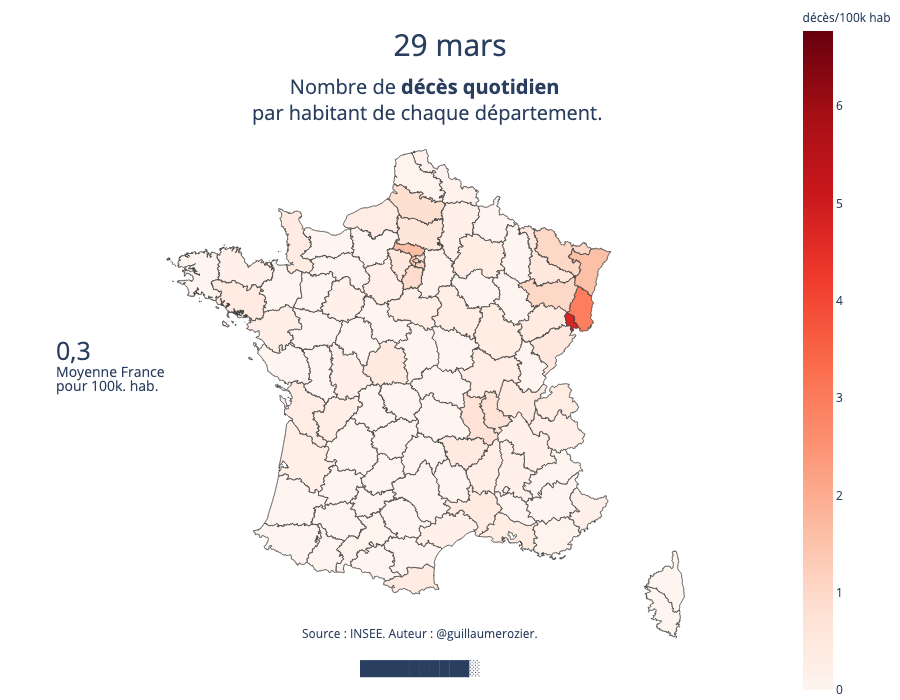 décès/100k hab
29 mars
Nombre de décès quotidien
par habitant de chaque département.
6
5
4
3
2
1
0
0,3
Moyenne France
pour 100k. hab.
Source : INSEE. Auteur : @guillaumerozier.